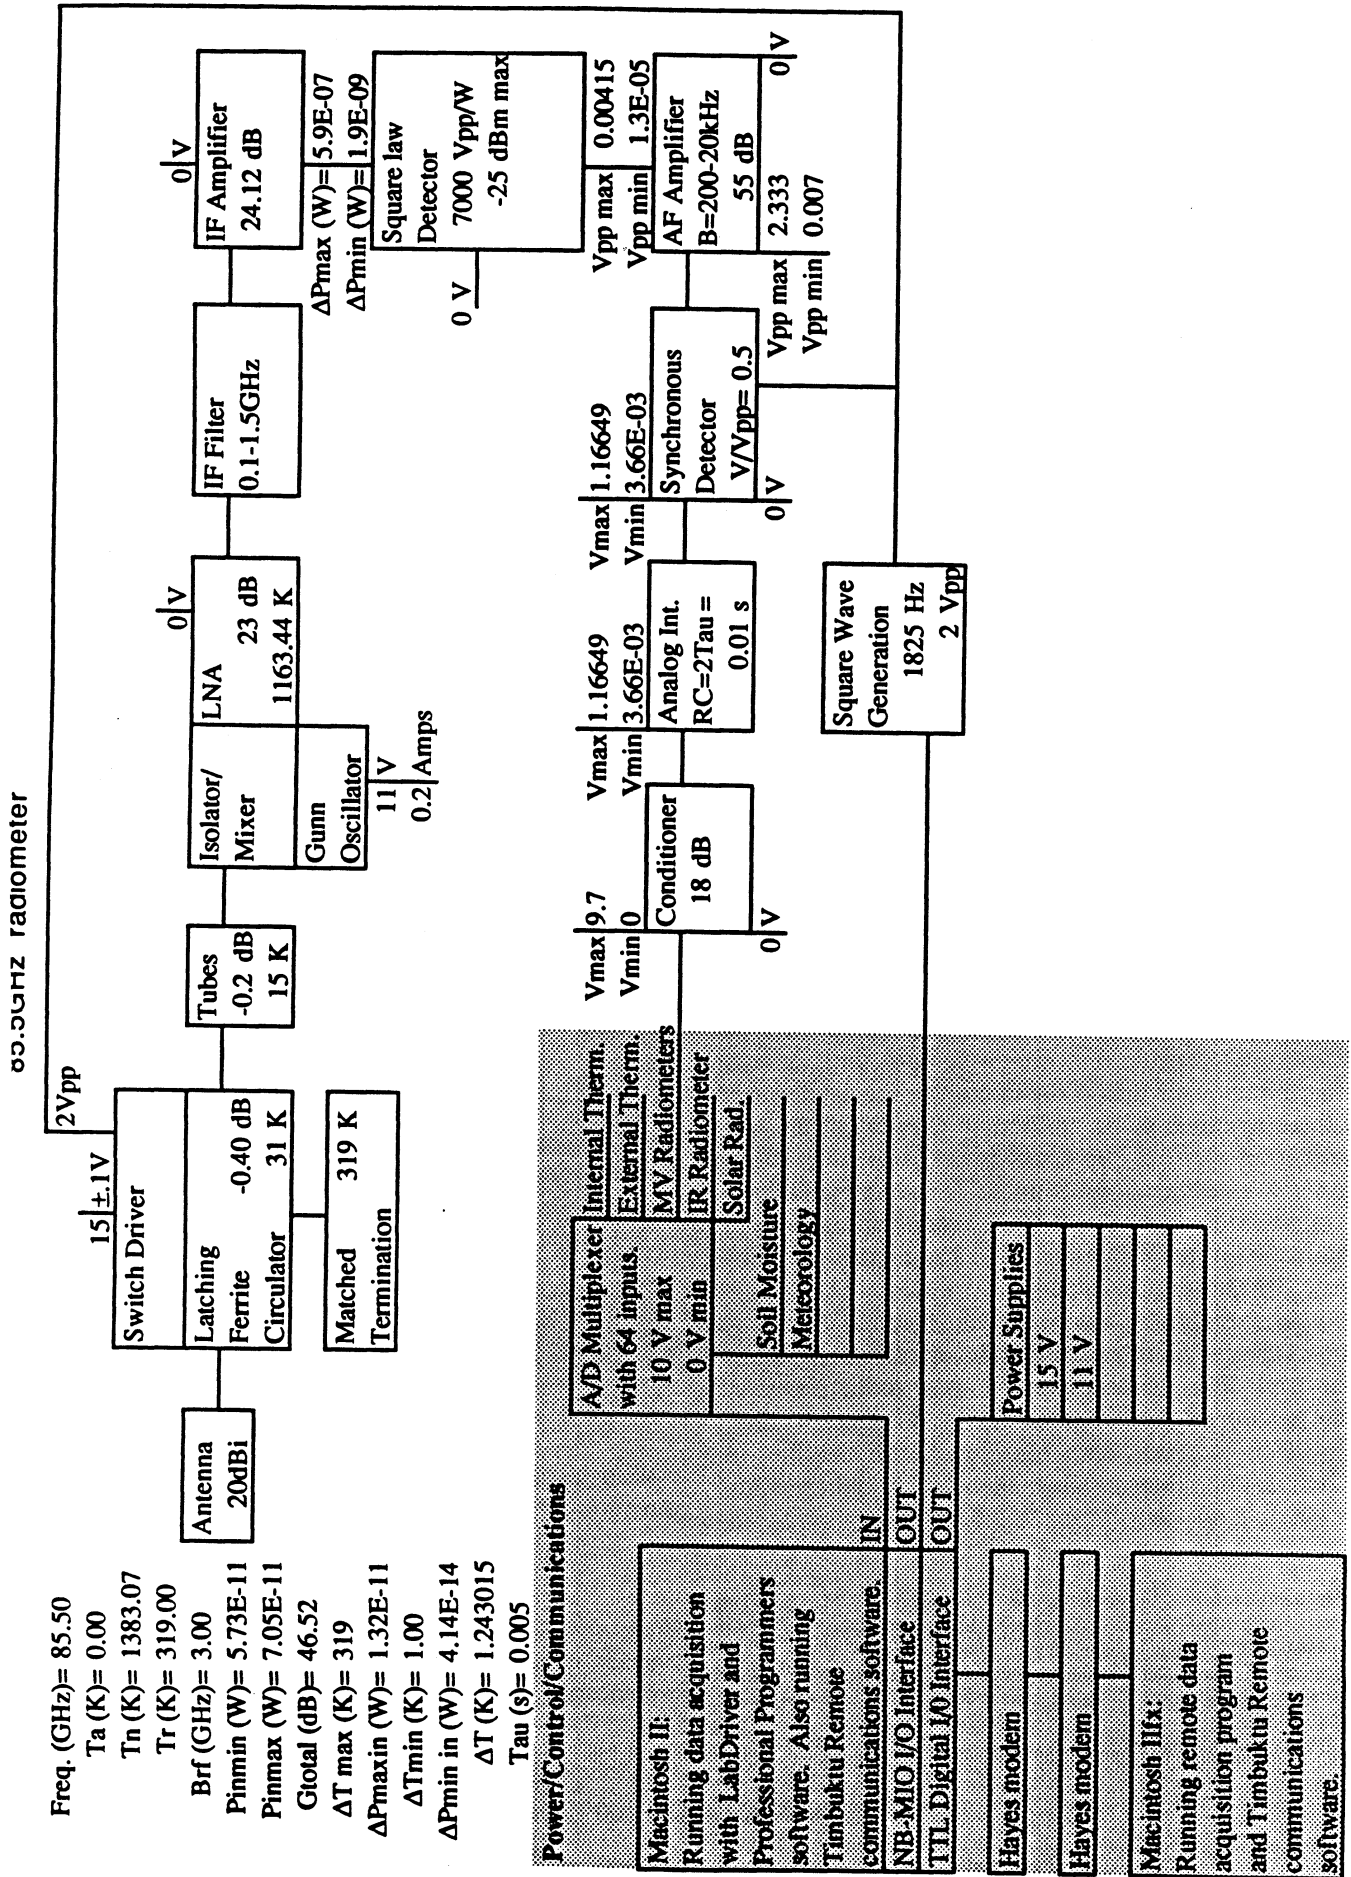 85.5GHz radiometer
Freq. (GHz)= 85.50
Ta (K)= 0.00
Tn (K)= 1383.07
Tr (K)= 319.00
Brf (GHz)= 3.00
Pinmin (W)= 5.73E-11
Pinmax (W)= 7.05E-11
Gtotal (dB)= 46.52
ΔT max (K)= 319
ΔPmaxin (W)= 1.32E-11
ΔTmin (K)= 1.00
ΔPmin in (W)= 4.14E-14
ΔT (K)= 1.243015
Tau (s)= 0.005
Antenna
20dBi
15 ±.1V
2Vpp
Switch Driver
Latching
Ferrite -0.40 dB
Circulator 31 K
Matched 319 K
Termination
Tubes
-0.2 dB
15 K
Isolator/
Mixer
Gunn
Oscillator
11 V
0.2 Amps
0 V
LNA
23 dB
1163.44 K
IF Filter
0.1-1.5GHz
0 V
IF Amplifier
24.12 dB
ΔPmax (W)= 5.9E-07
ΔPmin (W)= 1.9E-09
Square law
Detector
7000 Vpp/W
-25 dBm max
0 V
Vpp max 0.00415
Vpp min 1.3E-05
AF Amplifier
B=200-20kHz
55 dB
0 V
Vpp max 2.333
Vpp min 0.007
Synchronous
Detector
V/Vpp= 0.5
0 V
Vmax 1.16649
Vmin 3.66E-03
Analog Int.
RC=2Tau =
0.01 s
Vmax 1.16649
Vmin 3.66E-03
Conditioner
18 dB
0 V
Vmax 9.7
Vmin 0
Square Wave
Generation
1825 Hz
2 Vpp
Power/Control/Communications
A/D Multiplexer
with 64 inputs.
10 V max
0 V min
Internal Therm.
External Therm.
MV Radiometers
IR Radiometer
Solar Rad.
Soil Moisture
Meteorology
Macintosh II:
Running data acquisition
with LabDriver and
Professional Programmers
software. Also running
Timbuktu Remote
communications software.
IN
NB-MIO I/O Interface OUT
TTL Digital I/0 Interface OUT
Power Supplies
15 V
11 V
Hayes modem
Hayes modem
Macintosh IIfx:
Running remote data
acquisition program
and Timbuktu Remote
communications
software.